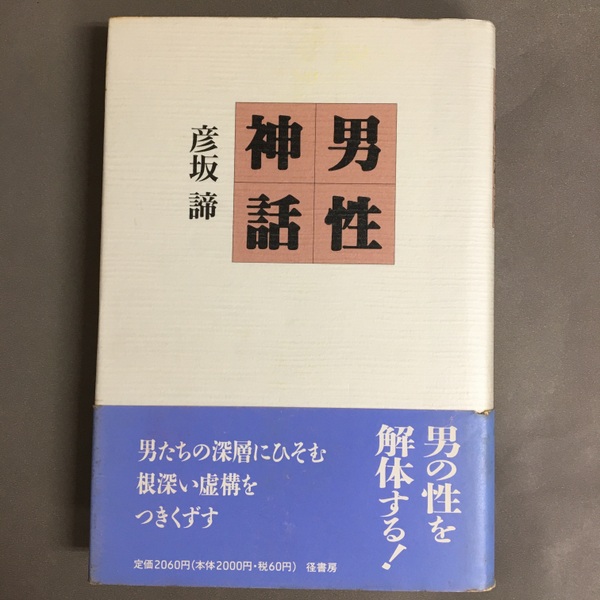 男性
神話
彦坂 諦
男の性を
解体する！
男たちの深層にひそむ
根深い虚構を
つきくずす
定価2060円(本体2000円・税60円) 径書房